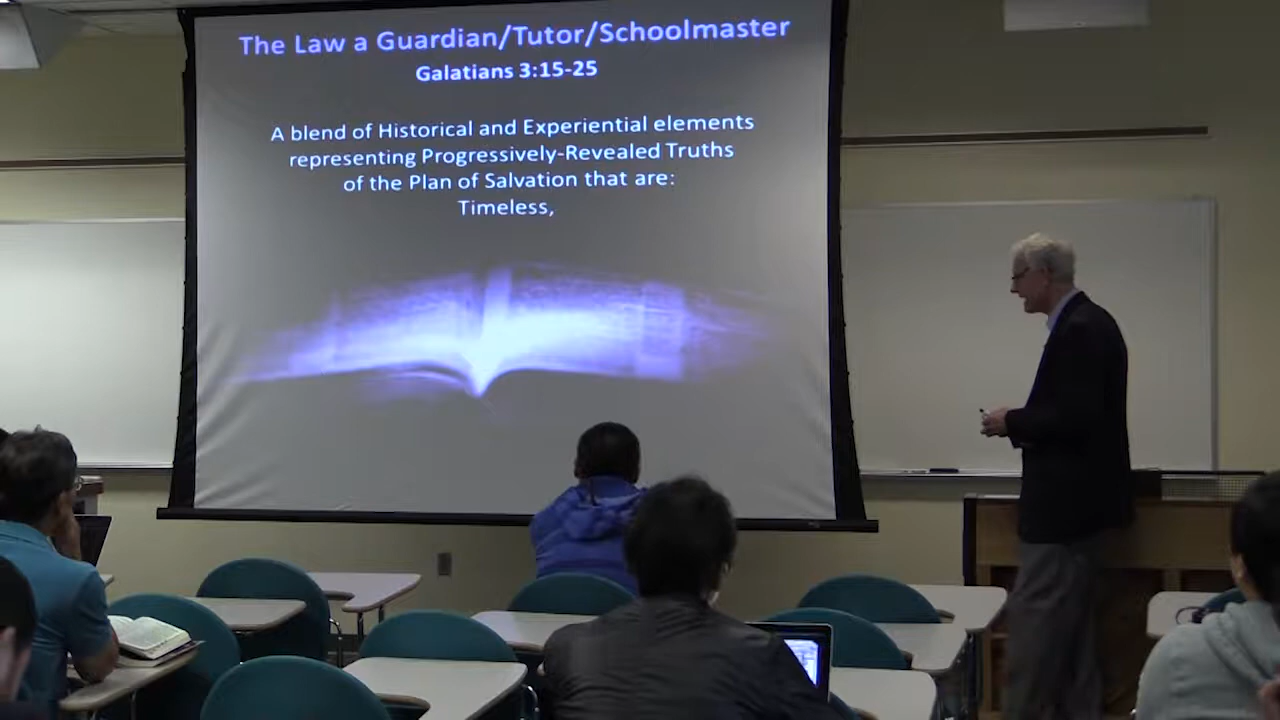 The Law a Guardian/Tutor/Schoolmaster
Galatians 3:15-25
A blend of Historical and Experiential elements
representing Progressively-Revealed Truths
of the Plan of Salvation that are:
Timeless,